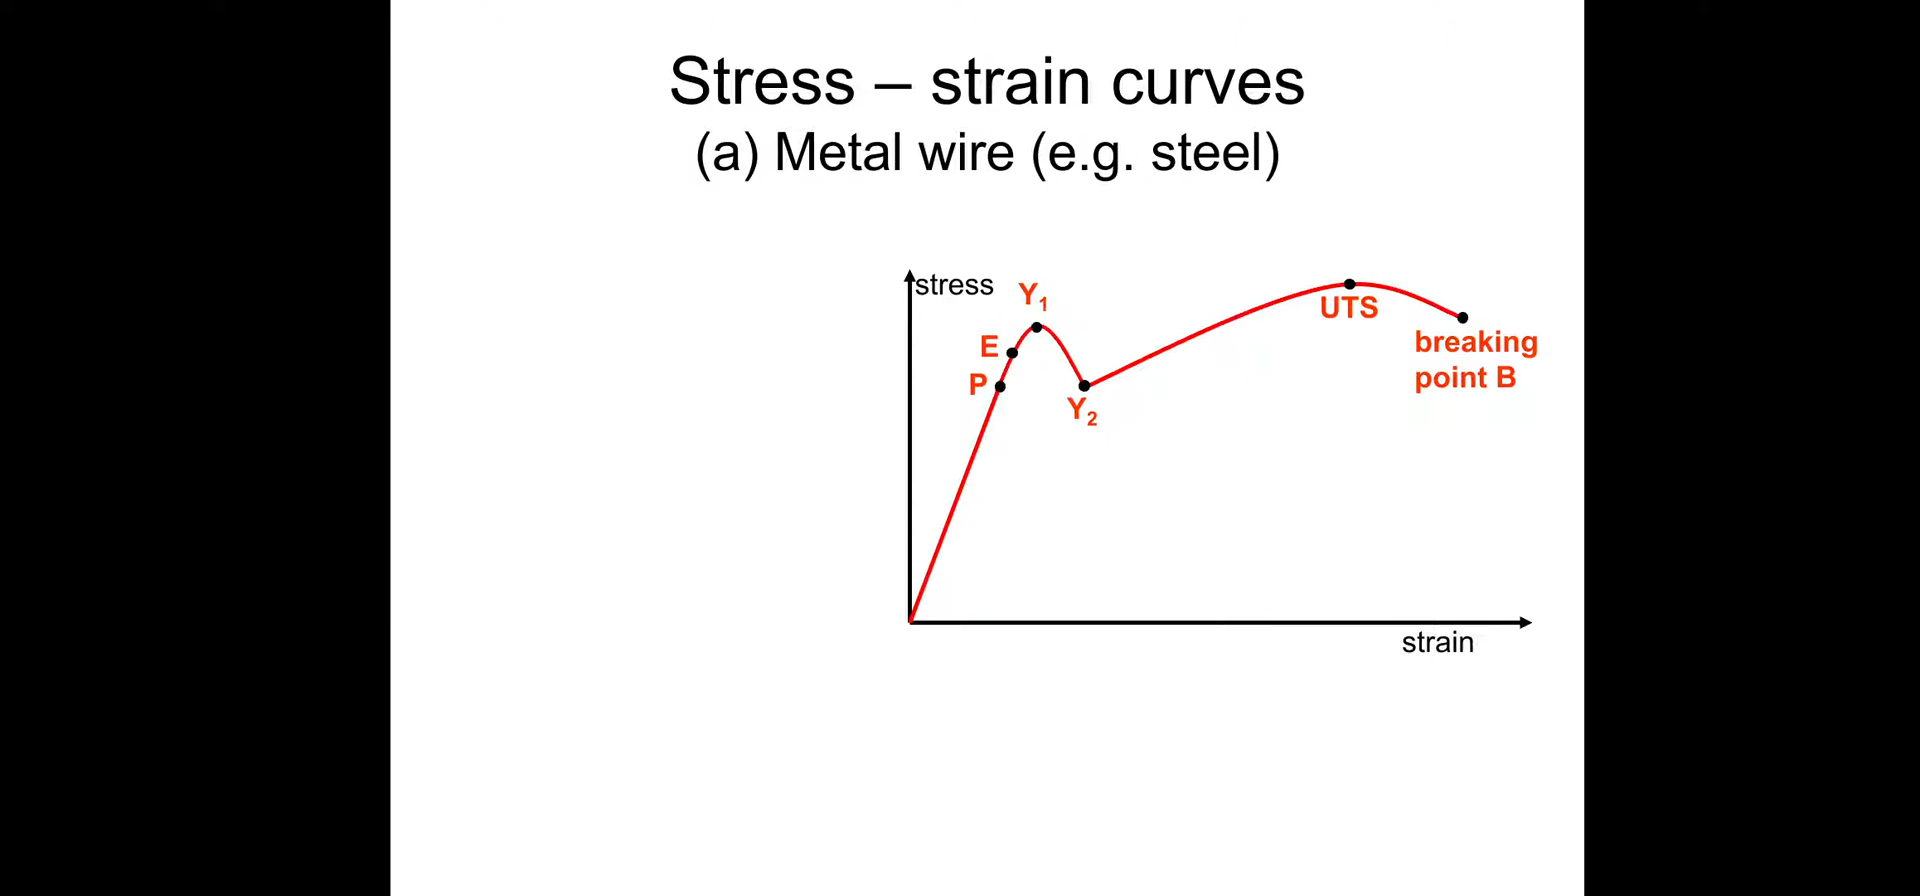 Stress – strain curves
(a) Metal wire (e.g. steel)
stress
Y₁
E
P
Y₂
UTS
breaking
point B
strain